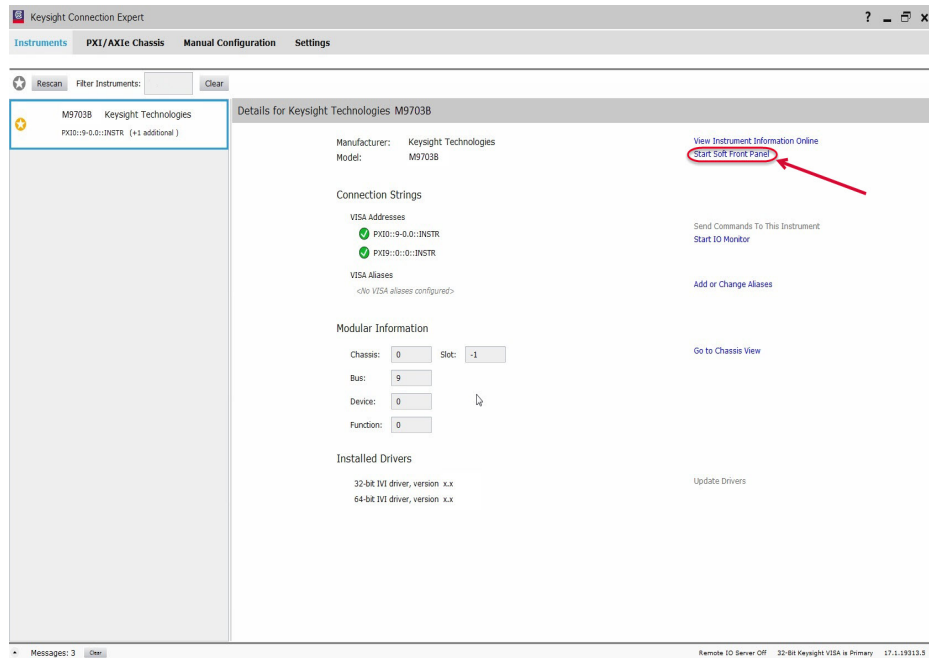 Keysight Connection Expert
?
Instruments PXI/AXIe Chassis Manual Configuration Settings
Rescan Filter Instruments: Clear
M9703B Keysight Technologies
PXI0::9-0.0::INSTR (+1 additional )
Details for Keysight Technologies M9703B
Manufacturer: Keysight Technologies
Model: M9703B
View Instrument Information Online
Start Soft Front Panel
Connection Strings
VISA Addresses
PXI0::9-0.0::INSTR
PXI9::0::0::INSTR
Send Commands To This Instrument
Start IO Monitor
VISA Aliases
<No VISA aliases configured>
Add or Change Aliases
Modular Information
Chassis: 0 Slot: -1
Go to Chassis View
Bus: 9
Device: 0
Function: 0
Installed Drivers
32-bit IVI driver, version x.x
64-bit IVI driver, version x.x
Update Drivers
Messages: 3 Clear
Remote IO Server Off 32-Bit Keysight VISA is Primary 17.1.19313.5